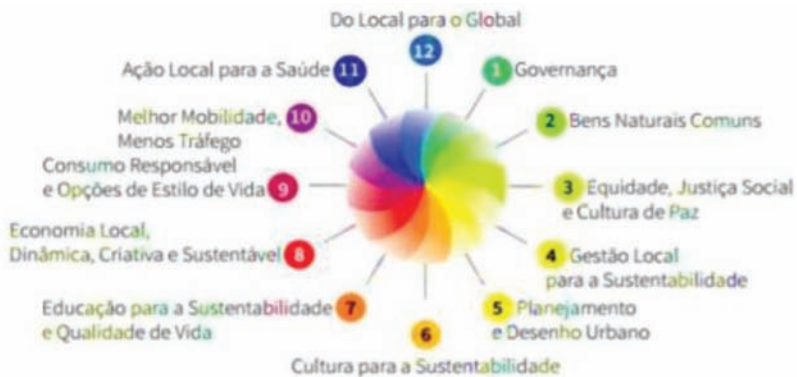 Do Local para o Global
12
1 Governança
2 Bens Naturais Comuns
3 Equidade, Justiça Social
e Cultura de Paz
4 Gestão Local
para a Sustentabilidade
5 Planejamento
e Desenho Urbano
6
Cultura para a Sustentabilidade
Educação para a Sustentabilidade 7
e Qualidade de Vida
Economia Local,
Dinâmica, Criativa e Sustentável 8
Consumo Responsável
e Opções de Estilo de Vida 9
Melhor Mobilidade, 10
Menos Tráfego
Ação Local para a Saúde 11